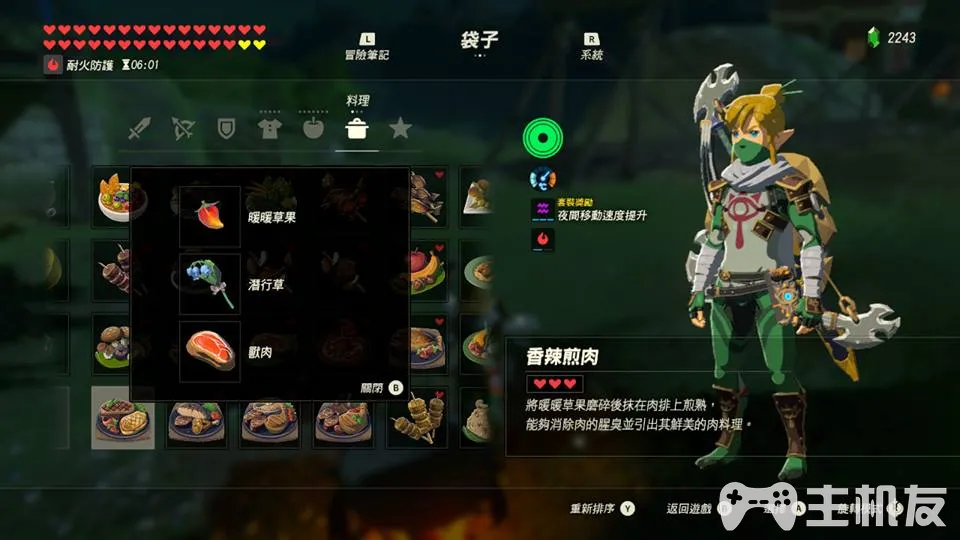 L
冒險筆記
袋子
R
系統
2243
耐火防護 06:01
料理
暖暖草果
潛行草
獸肉
關閉 B
套裝獎勵
夜間移動速度提升
香辣煎肉
將暖暖草果磨碎後抹在肉排上煎熟，
能夠消除肉的腥臭並引出其鮮美的肉料理。
重新排序 Y
返回遊戲
主机友